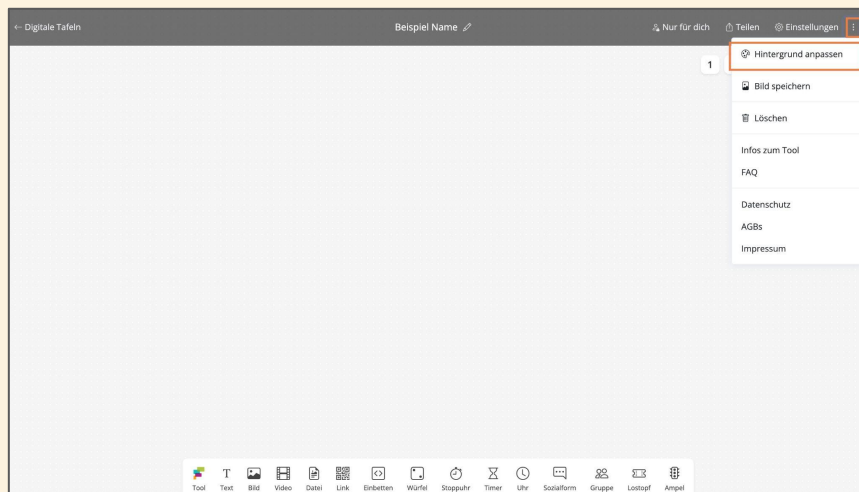 ← Digitale Tafeln
Beispiel Name
Nur für dich
Teilen
Einstellungen
1
Hintergrund anpassen
Bild speichern
Löschen
Infos zum Tool
FAQ
Datenschutz
AGBs
Impressum
Tool Text Bild Video Datei Link Einbetten Würfel Stoppuhr Timer Uhr Sozialform Gruppe Lostopf Ampel